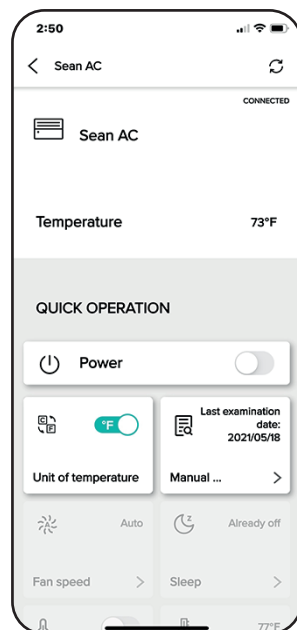 2:50
Sean AC
CONNECTED
Sean AC
Temperature 73°F
QUICK OPERATION
Power
°F
Unit of temperature
Last examination
date:
2021/05/18
Manual ...
Auto
Fan speed
Already off
Sleep
77°F